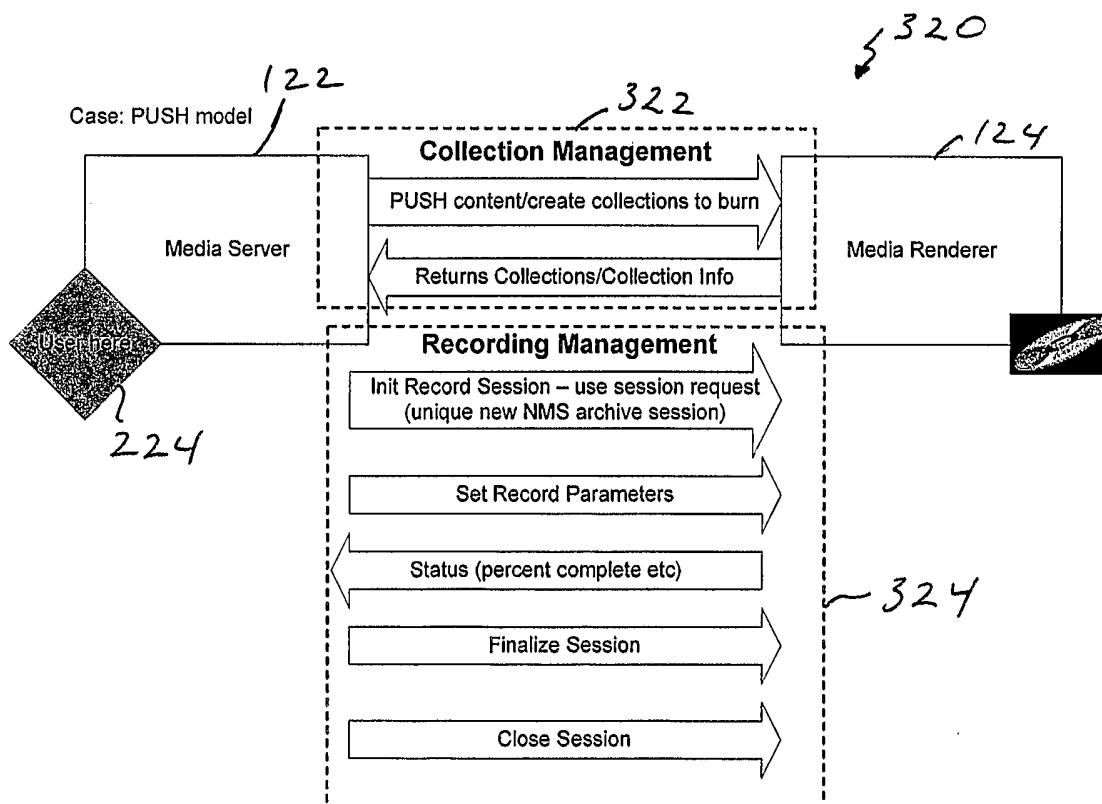 320
122
322
Case: PUSH model
124
Collection Management
PUSH content/create collections to burn
Media Server
Media Renderer
Returns Collections/Collection Info
User here
Recording Management
Init Record Session – use session request
(unique new NMS archive session)
224
Set Record Parameters
Status (percent complete etc)
324
Finalize Session
Close Session